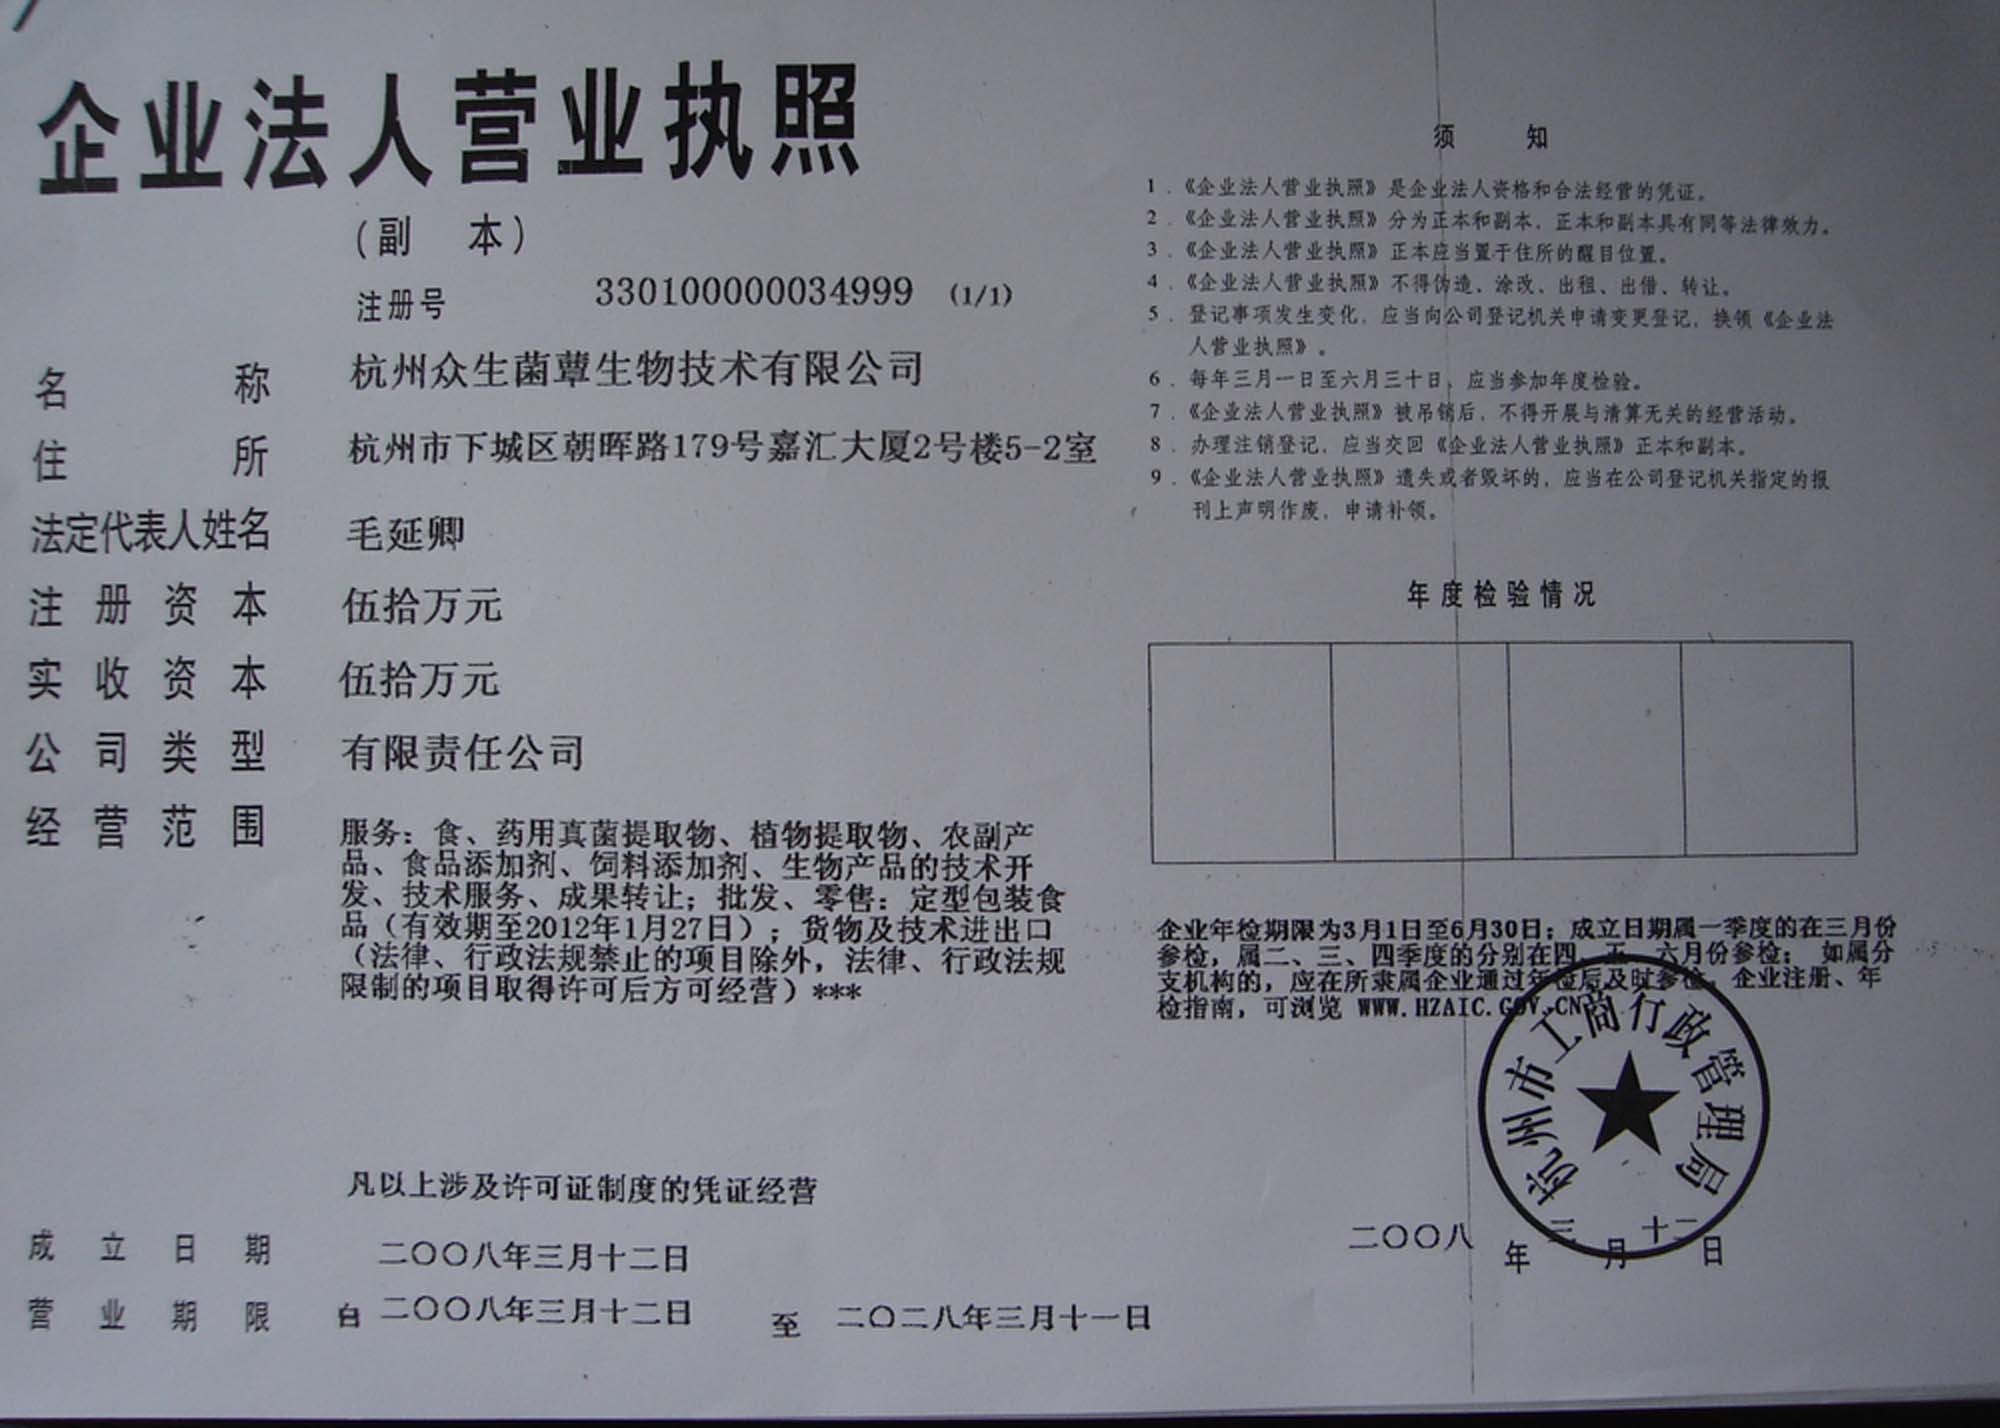 企业法人营业执照
(副 本)
注册号 330100000034999 (1/1)
名 称 杭州众生菌蕈生物技术有限公司
住 所 杭州市下城区朝晖路179号嘉汇大厦2号楼5-2室
法定代表人姓名 毛延卿
注册资本 伍拾万元
实收资本 伍拾万元
公司类型 有限责任公司
经营范围 服务：食、药用真菌提取物、植物提取物、农副产
品、食品添加剂、饲料添加剂、生物产品的技术开
发、技术服务、成果转让；批发、零售：定型包装食
品（有效期至2012年1月27日）；货物及技术进出口
（法律、行政法规禁止的项目除外，法律、行政法规
限制的项目取得许可后方可经营）***
凡以上涉及许可证制度的凭证经营
成立日期 二〇〇八年三月十二日
营业期限 自 二〇〇八年三月十二日 至 二〇二八年三月十一日
须 知
1．《企业法人营业执照》是企业法人资格和合法经营的凭证。
2．《企业法人营业执照》分为正本和副本，正本和副本具有同等法律效力。
3．《企业法人营业执照》正本应当置于住所的醒目位置。
4．《企业法人营业执照》不得伪造、涂改、出租、出借、转让。
5．登记事项发生变化，应当向公司登记机关申请变更登记，换领《企业法
人营业执照》。
6．每年三月一日至六月三十日，应当参加年度检验。
7．《企业法人营业执照》被吊销后，不得开展与清算无关的经营活动。
8．办理注销登记，应当交回《企业法人营业执照》正本和副本。
9．《企业法人营业执照》遗失或者毁坏的，应当在公司登记机关指定的报
刊上声明作废，申请补领。
年度检验情况
企业年检期限为3月1日至6月30日；成立日期属一季度的在三月份
参检，属二、三、四季度的分别在四、五、六月份参检； 如属分
支机构的，应在所隶属企业通过年检后及时参检。企业注册、年
检指南，可浏览 WWW.HZAIC.GOV.CN
杭州市工商行政管理局
二〇〇八年三月十二日